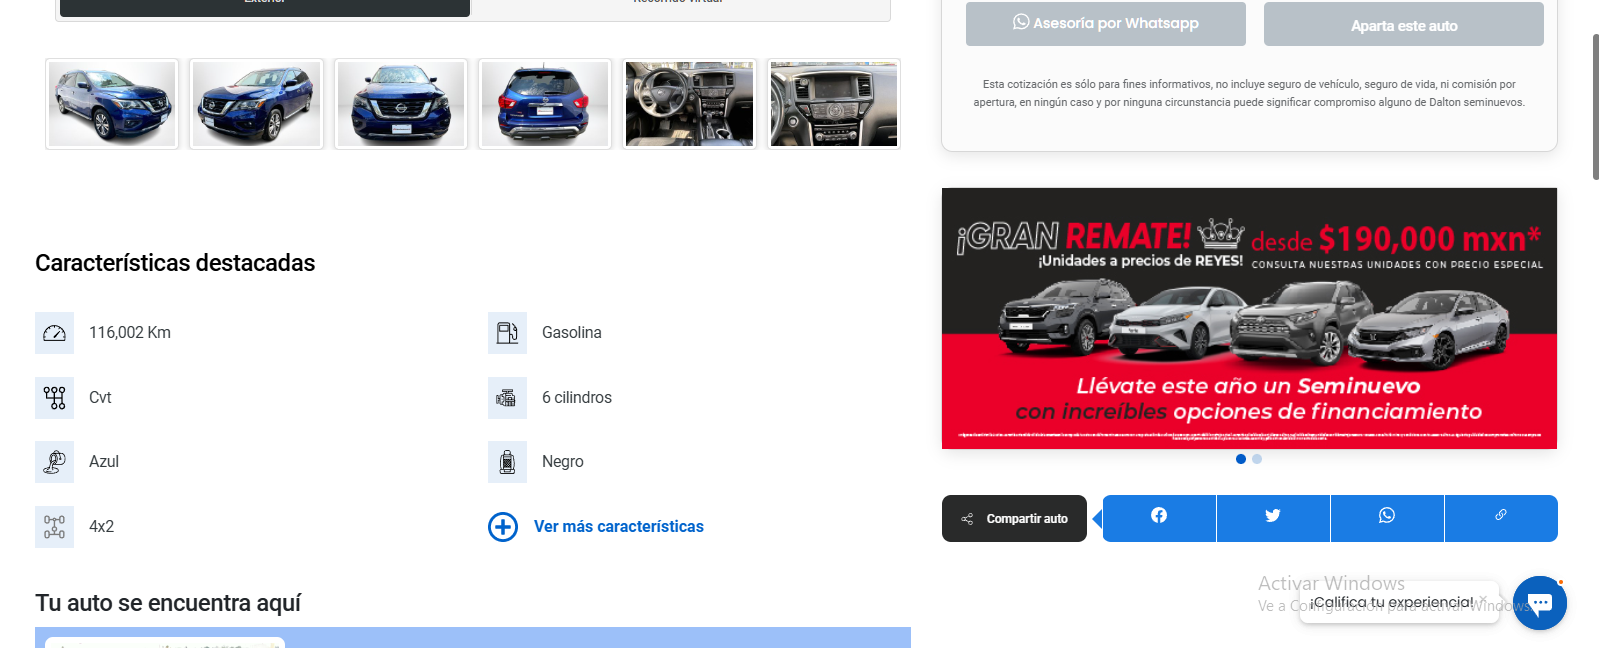 Exterior
Recorrido virtual
Características destacadas
116,002 Km
Gasolina
Cvt
6 cilindros
Azul
Negro
4x2
Ver más características
Tu auto se encuentra aquí
Asesoría por Whatsapp
Aparta este auto
Esta cotización es sólo para fines informativos, no incluye seguro de vehículo, seguro de vida, ni comisión por
apertura, en ningún caso y por ninguna circunstancia puede significar compromiso alguno de Dalton seminuevos.
¡GRAN REMATE! desde $190,000 mxn*
¡Unidades a precios de REYES! CONSULTA NUESTRAS UNIDADES CON PRECIO ESPECIAL
Llévate este año un Seminuevo
con increíbles opciones de financiamiento
Compartir auto
Activar Windows
Ve a Configuración para activar Windows.
¡Califica tu experiencia! ×